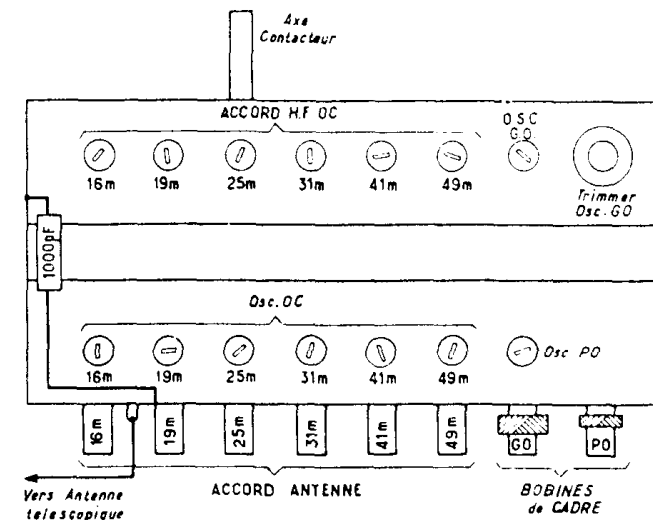 Axe
Contacteur
ACCORD H.F OC
OSC
G.O.
16m 19m 25m 31m 41m 49m
Trimmer
Osc. GO
1000pF
Osc. OC
Osc PO
16m 19m 25m 31m 41m 49m
16m 19m 25m 31m 41m 49m GO PO
Vers Antenne
telescopique
ACCORD ANTENNE
BOBINES
de CADRE